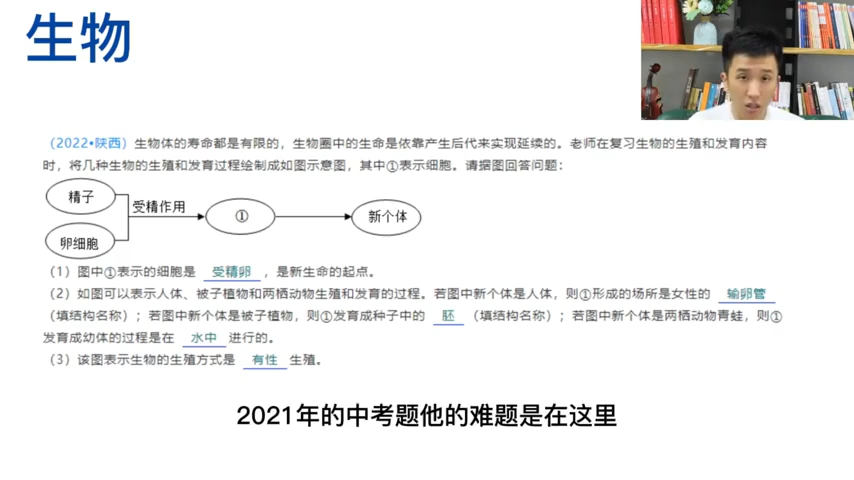 生物
（2022•陕西）生物体的寿命都是有限的，生物圈中的生命是依靠产生后代来实现延续的。老师在复习生物的生殖和发育内容
时，将几种生物的生殖和发育过程绘制成如图示意图，其中①表示细胞。请据图回答问题：
精子
受精作用
①
新个体
卵细胞
（1）图中①表示的细胞是 受精卵 ，是新生命的起点。
（2）如图可以表示人体、被子植物和两栖动物生殖和发育的过程。若图中新个体是人体，则①形成的场所是女性的 输卵管
（填结构名称）；若图中新个体是被子植物，则①发育成种子中的 胚 （填结构名称）；若图中新个体是两栖动物青蛙，则①
发育成幼体的过程是在 水中 进行的。
（3）该图表示生物的生殖方式是 有性 生殖。
2021年的中考题他的难题是在这里